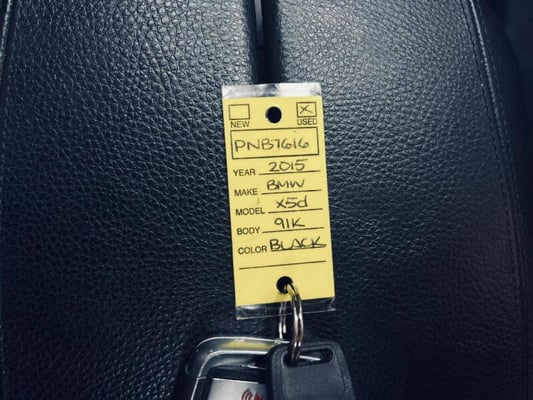 X
NEW USED
PNB7616
YEAR 2015
MAKE BMW
MODEL X5d
BODY 91K
COLOR BLACK